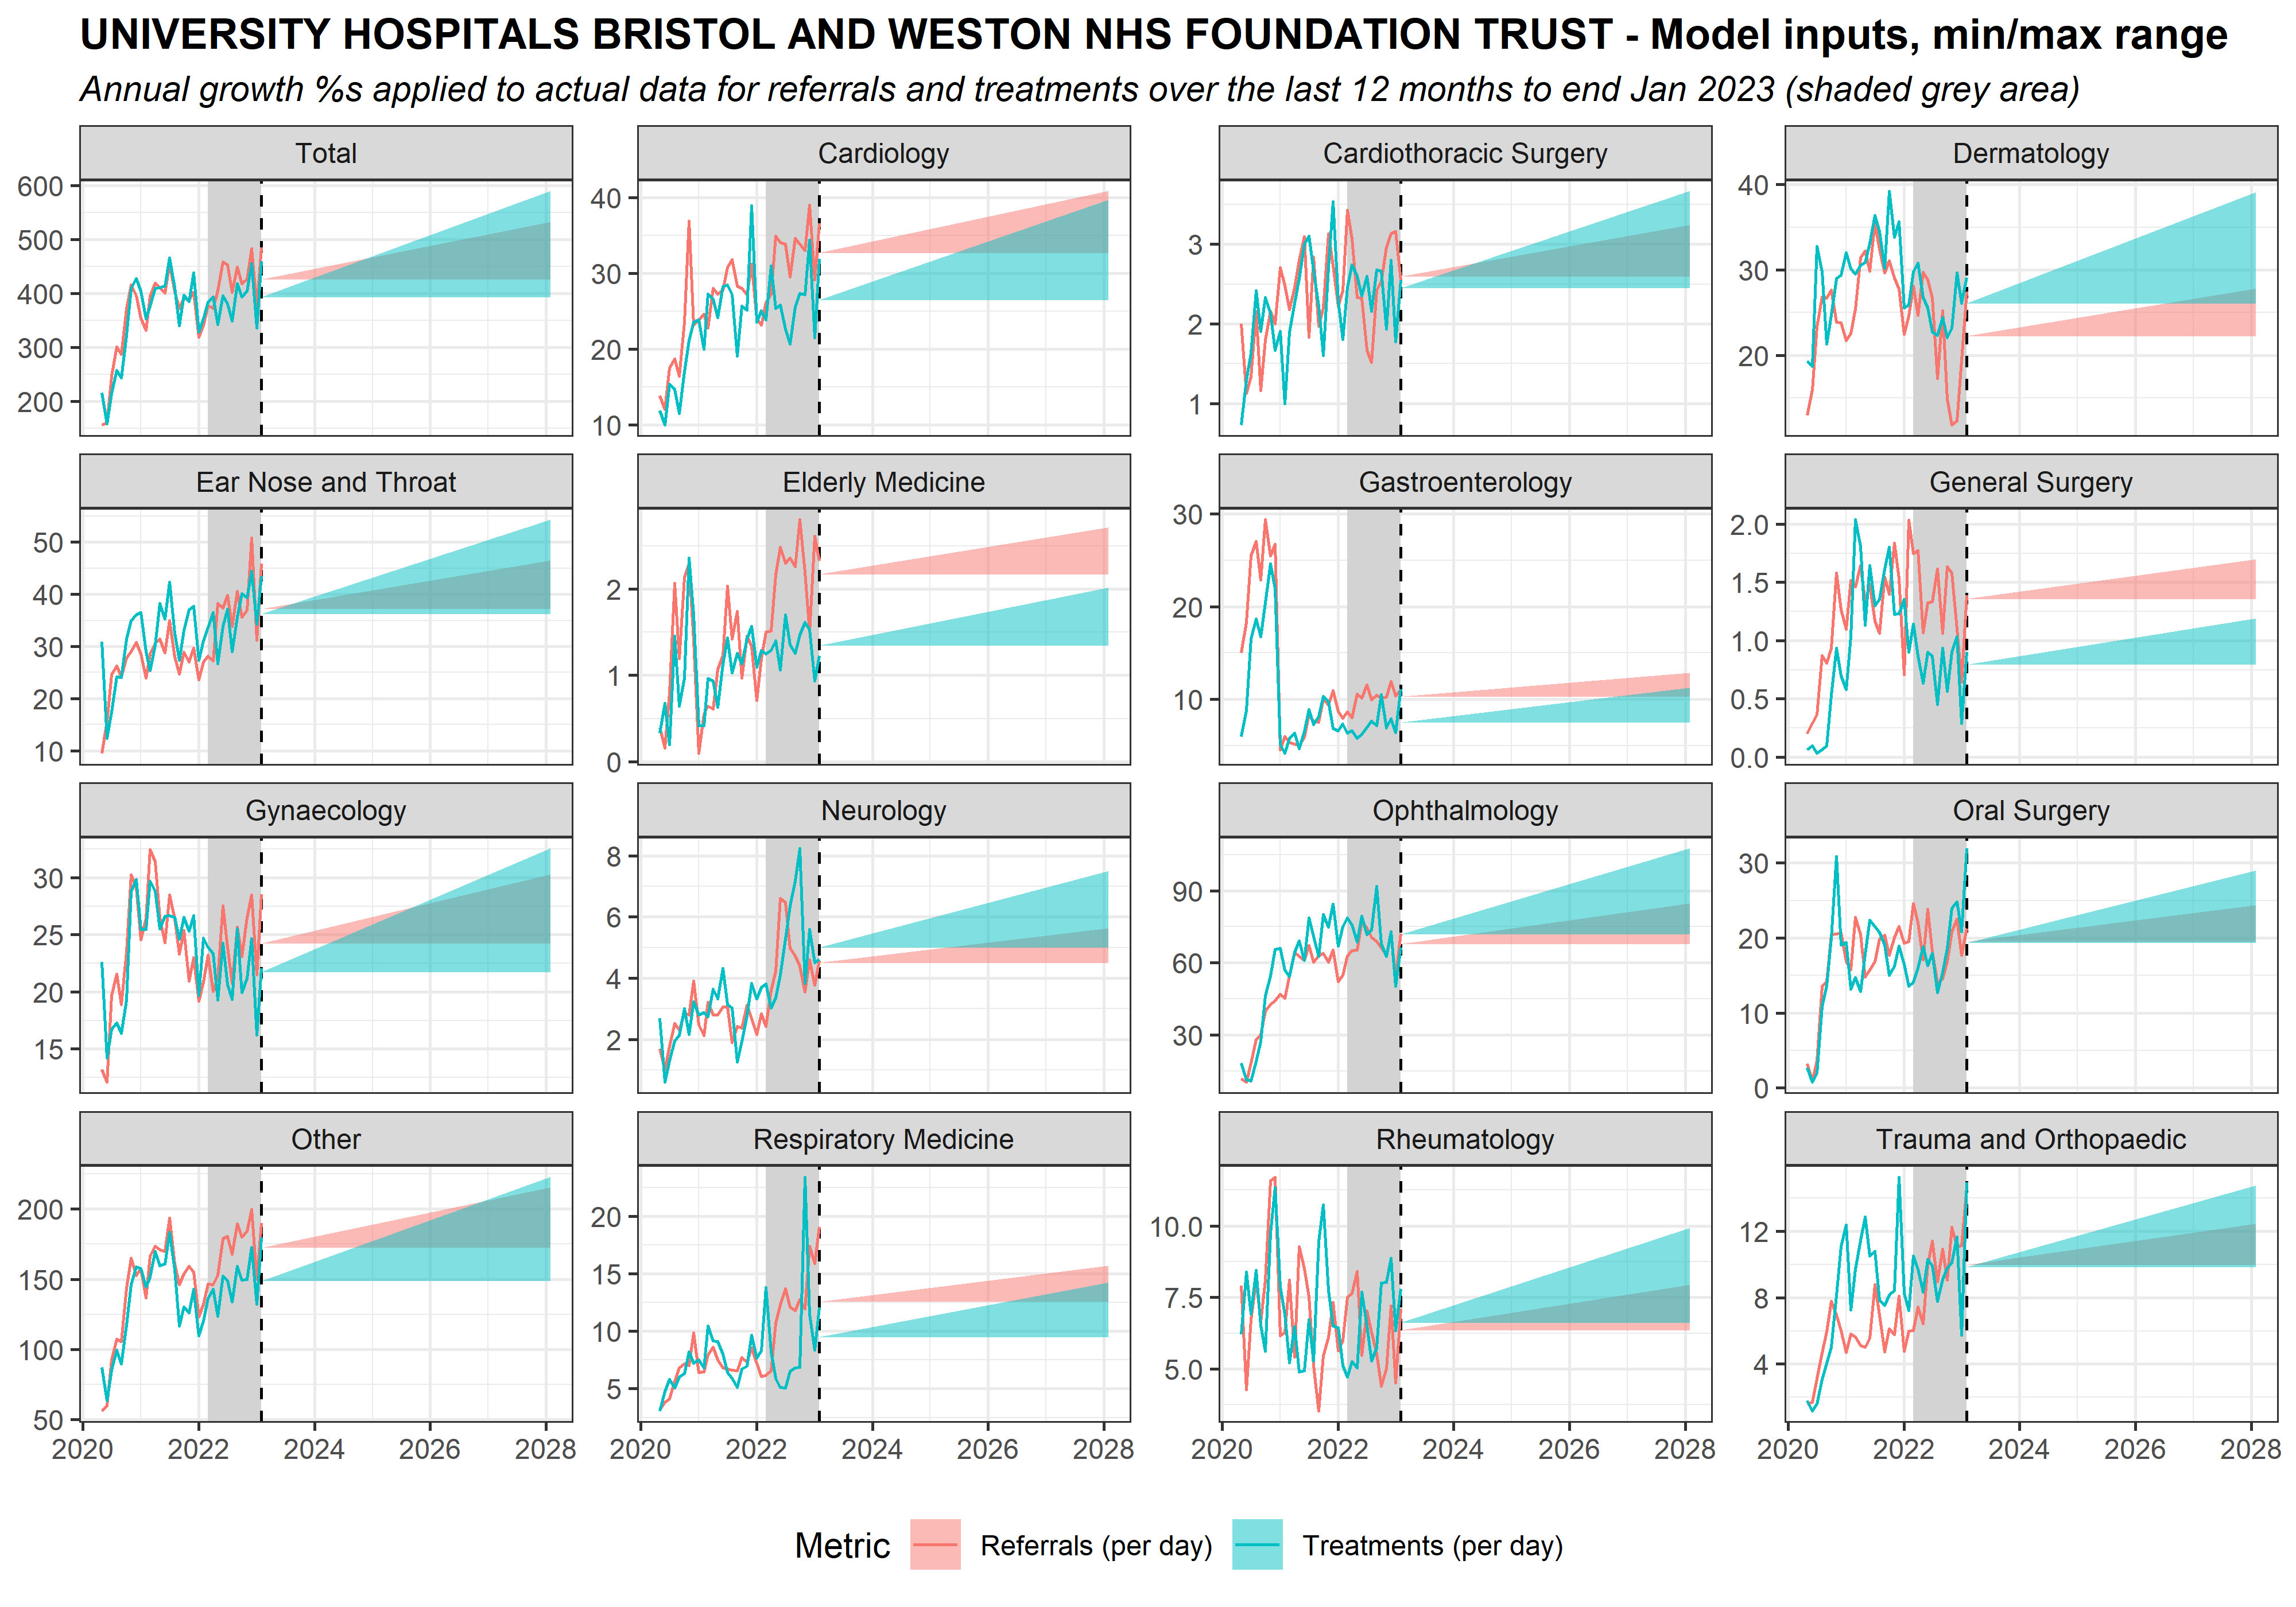 UNIVERSITY HOSPITALS BRISTOL AND WESTON NHS FOUNDATION TRUST - Model inputs, min/max range
Annual growth %s applied to actual data for referrals and treatments over the last 12 months to end Jan 2023 (shaded grey area)
Total
600
500
400
300
200
Cardiology
40
30
20
10
Cardiothoracic Surgery
3
2
1
Dermatology
40
30
20
Ear Nose and Throat
50
40
30
20
10
Elderly Medicine
2
1
0
Gastroenterology
30
20
10
General Surgery
2.0
1.5
1.0
0.5
0.0
Gynaecology
30
25
20
15
Neurology
8
6
4
2
Ophthalmology
90
60
30
Oral Surgery
30
20
10
0
Other
200
150
100
50
2020 2022 2024 2026 2028
Respiratory Medicine
20
15
10
5
2020 2022 2024 2026 2028
Rheumatology
10.0
7.5
5.0
2020 2022 2024 2026 2028
Trauma and Orthopaedic
12
8
4
2020 2022 2024 2026 2028
Metric Referrals (per day) Treatments (per day)